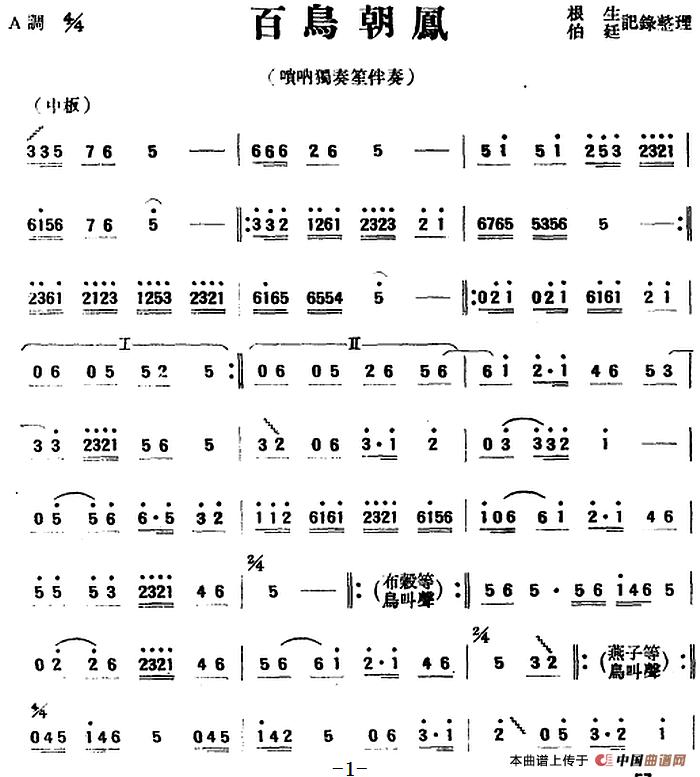 A調 4/4 百鳥朝鳳 根生 伯廷 記錄整理
（嗩吶獨奏笙伴奏）
（中板）
335 76 5 — | 666 26 5 — | 51 51 253 2321 |
6156 76 5 — ‖: 332 1261 2323 21 | 6765 5356 5 — :‖
2361 2123 1253 2321 | 6165 6554 5 — ‖: 021 021 6161 21 |
I II
06 05 52 5 :‖ 06 05 26 56 | 61 2·1 46 53 |
33 2321 56 5 | 32 06 3·1 2 | 03 332 1 — |
05 56 6·5 32 | 112 6161 2321 6156 | 106 61 2·1 46 |
55 53 2321 46 | 2/4 5 — ‖: （布穀等鳥叫聲） :‖ 56 5· 56 146 5 |
02 26 2321 46 | 56 61 2·1 46 | 2/4 5 32 ‖: （燕子等鳥叫聲） :‖
4/4 045 146 5 045 | 142 5 06 3·1 | 2 05 3·2 1 |
-1-
本曲谱上传于 中国曲谱网